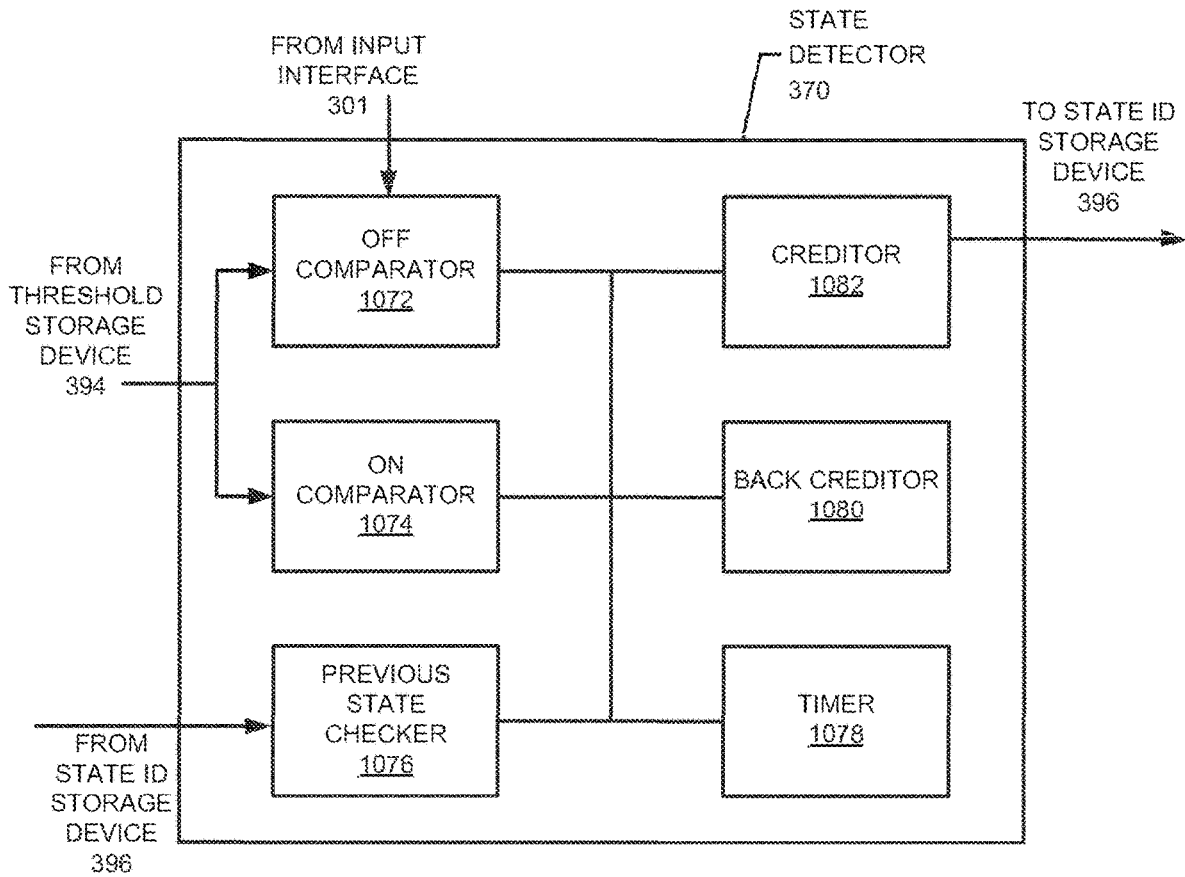 STATE
DETECTOR
370
FROM INPUT
INTERFACE
301
TO STATE ID
STORAGE
DEVICE
396
OFF
COMPARATOR
1072
CREDITOR
1082
FROM
THRESHOLD
STORAGE
DEVICE
394
ON
COMPARATOR
1074
BACK CREDITOR
1080
PREVIOUS
STATE
CHECKER
1076
TIMER
1078
FROM
STATE ID
STORAGE
DEVICE
396